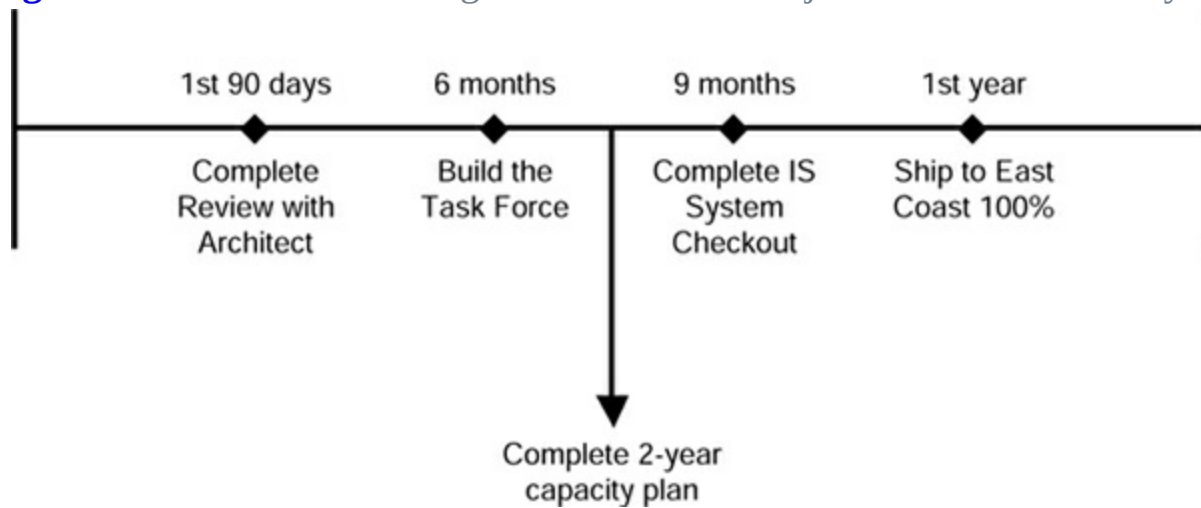 1st 90 days
6 months
9 months
1st year
Complete
Review with
Architect
Build the
Task Force
Complete IS
System
Checkout
Ship to East
Coast 100%
Complete 2-year
capacity plan